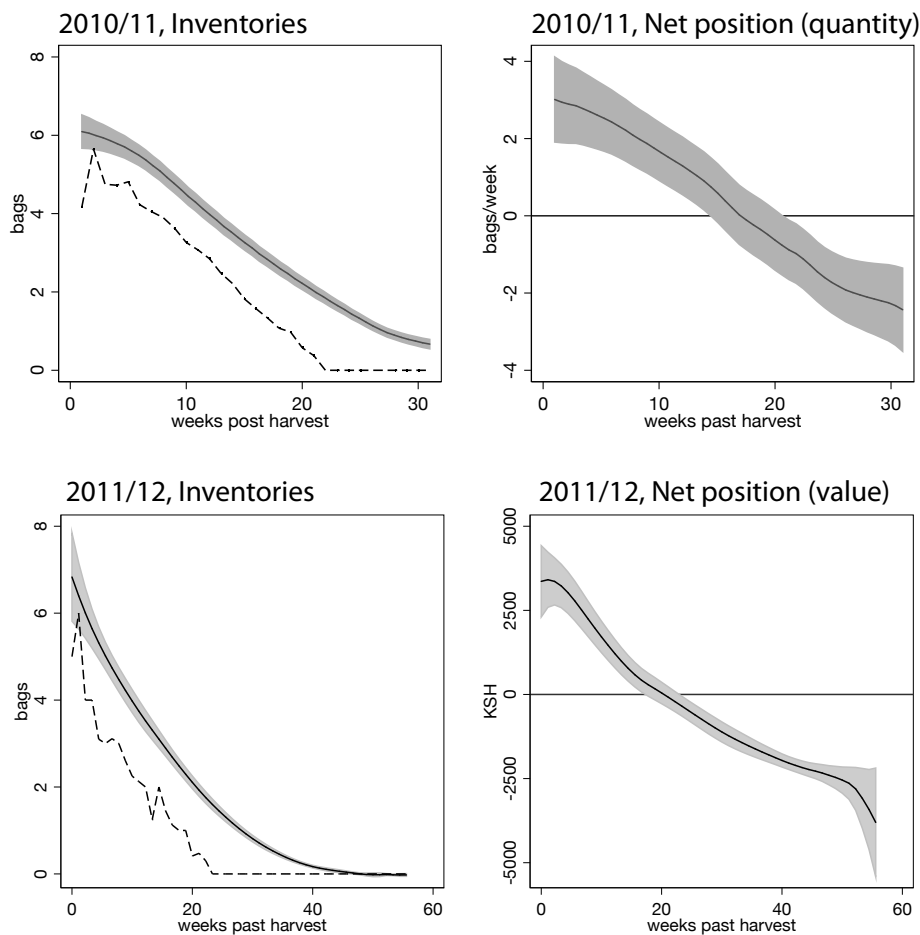 2010/11, Inventories
8
6
4
2
0
bags
0 10 20 30
weeks post harvest
2010/11, Net position (quantity)
4
2
0
-2
-4
bags/week
0 10 20 30
weeks past harvest
2011/12, Inventories
8
6
4
2
0
bags
0 20 40 60
weeks past harvest
2011/12, Net position (value)
5000
2500
0
-2500
-5000
KSH
0 20 40 60
weeks past harvest